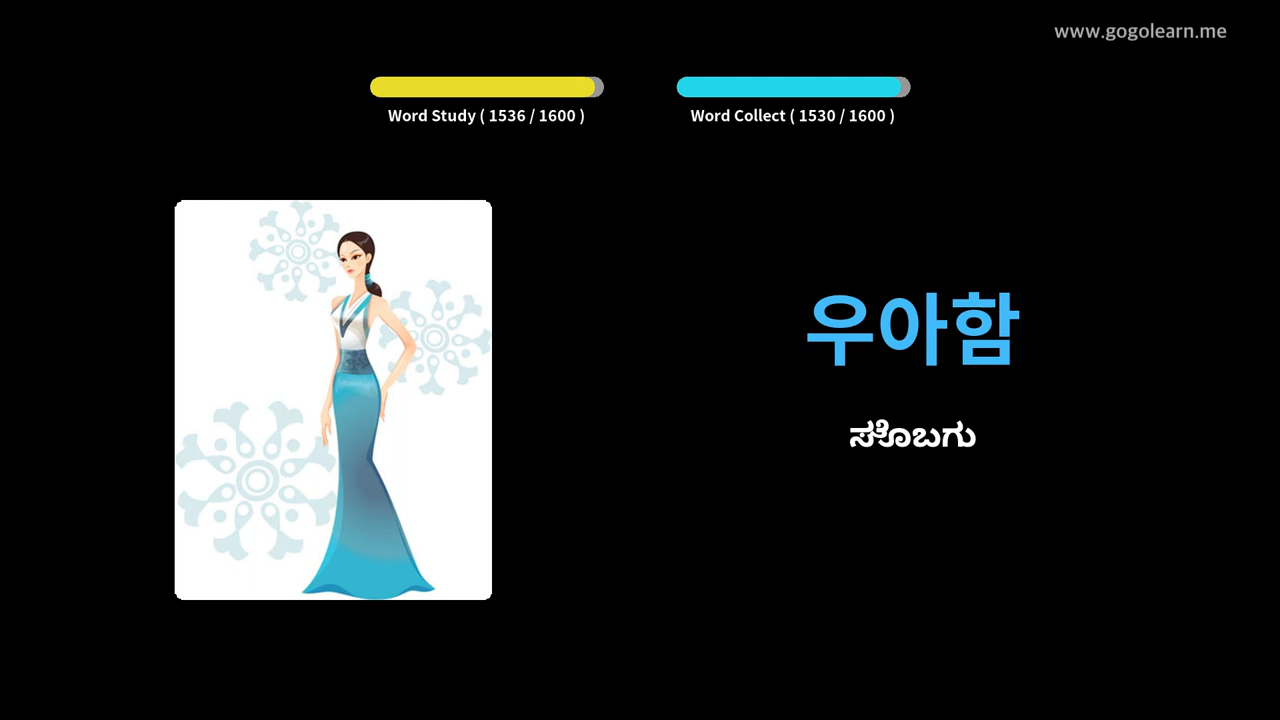 www.gogolearn.me
Word Study ( 1536 / 1600 )
Word Collect ( 1530 / 1600 )
우아함
ಸೊಬಗು